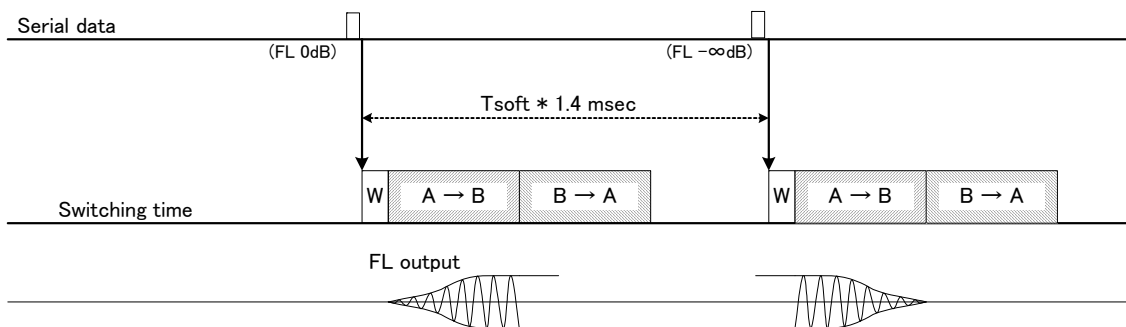 Serial data
(FL 0dB)
(FL -∞dB)
Tsoft * 1.4 msec
W
A → B
B → A
W
A → B
B → A
Switching time
FL output